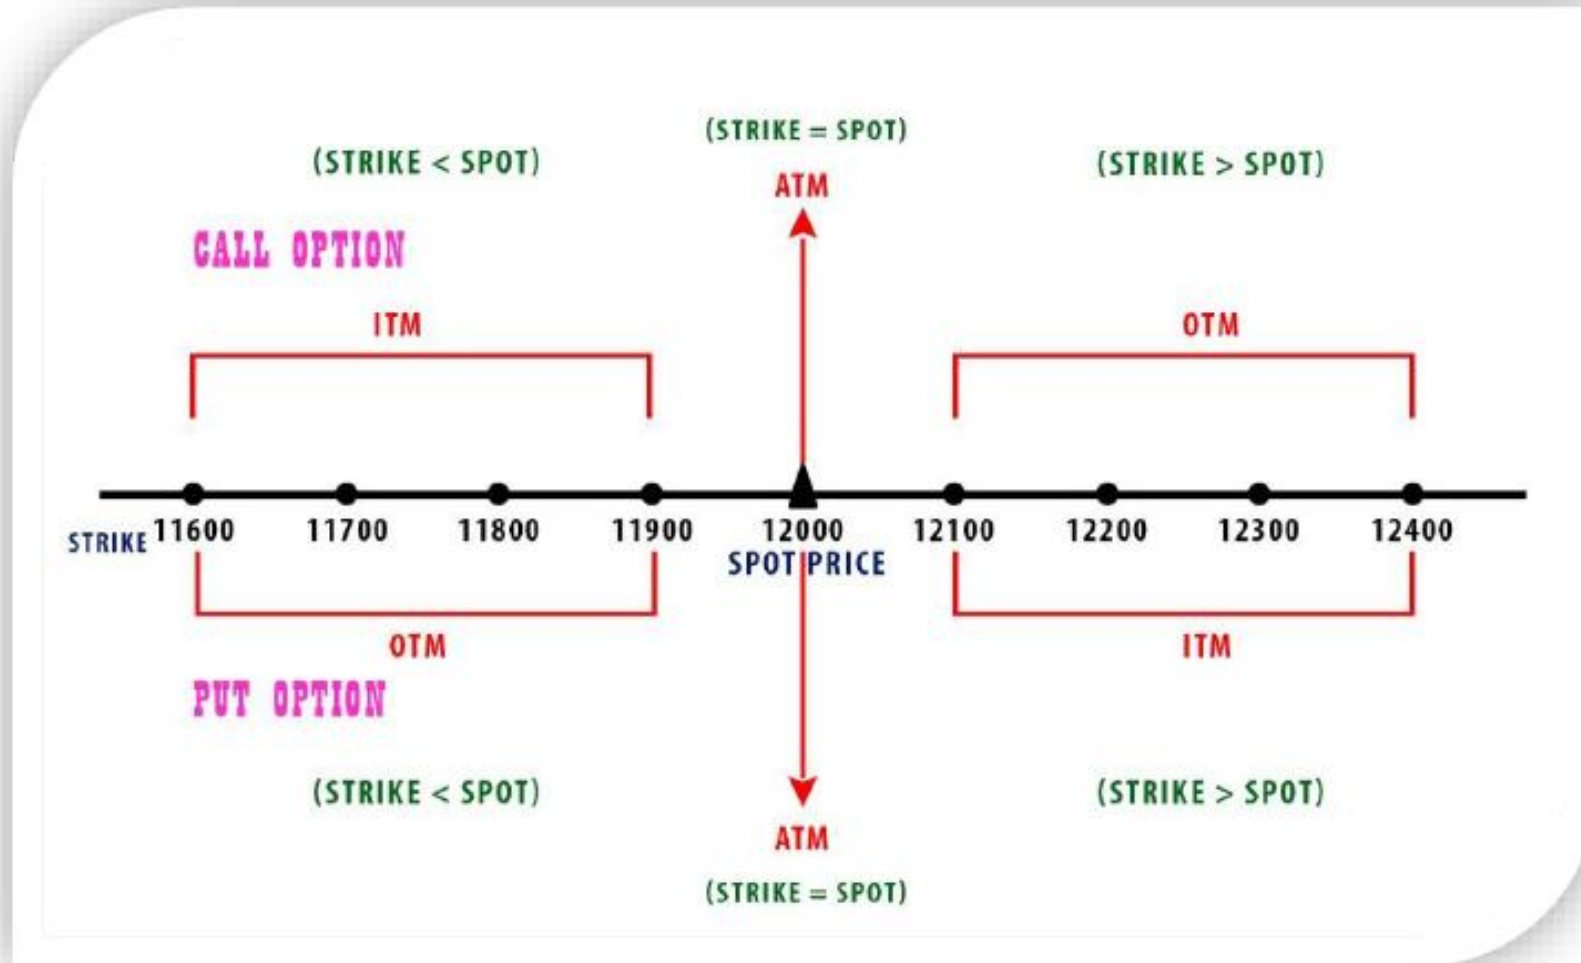 (STRIKE = SPOT)
(STRIKE < SPOT)
(STRIKE > SPOT)
ATM
CALL OPTION
ITM
OTM
STRIKE 11600 11700 11800 11900 12000 12100 12200 12300 12400
SPOT PRICE
OTM
ITM
PUT OPTION
(STRIKE < SPOT)
(STRIKE > SPOT)
ATM
(STRIKE = SPOT)